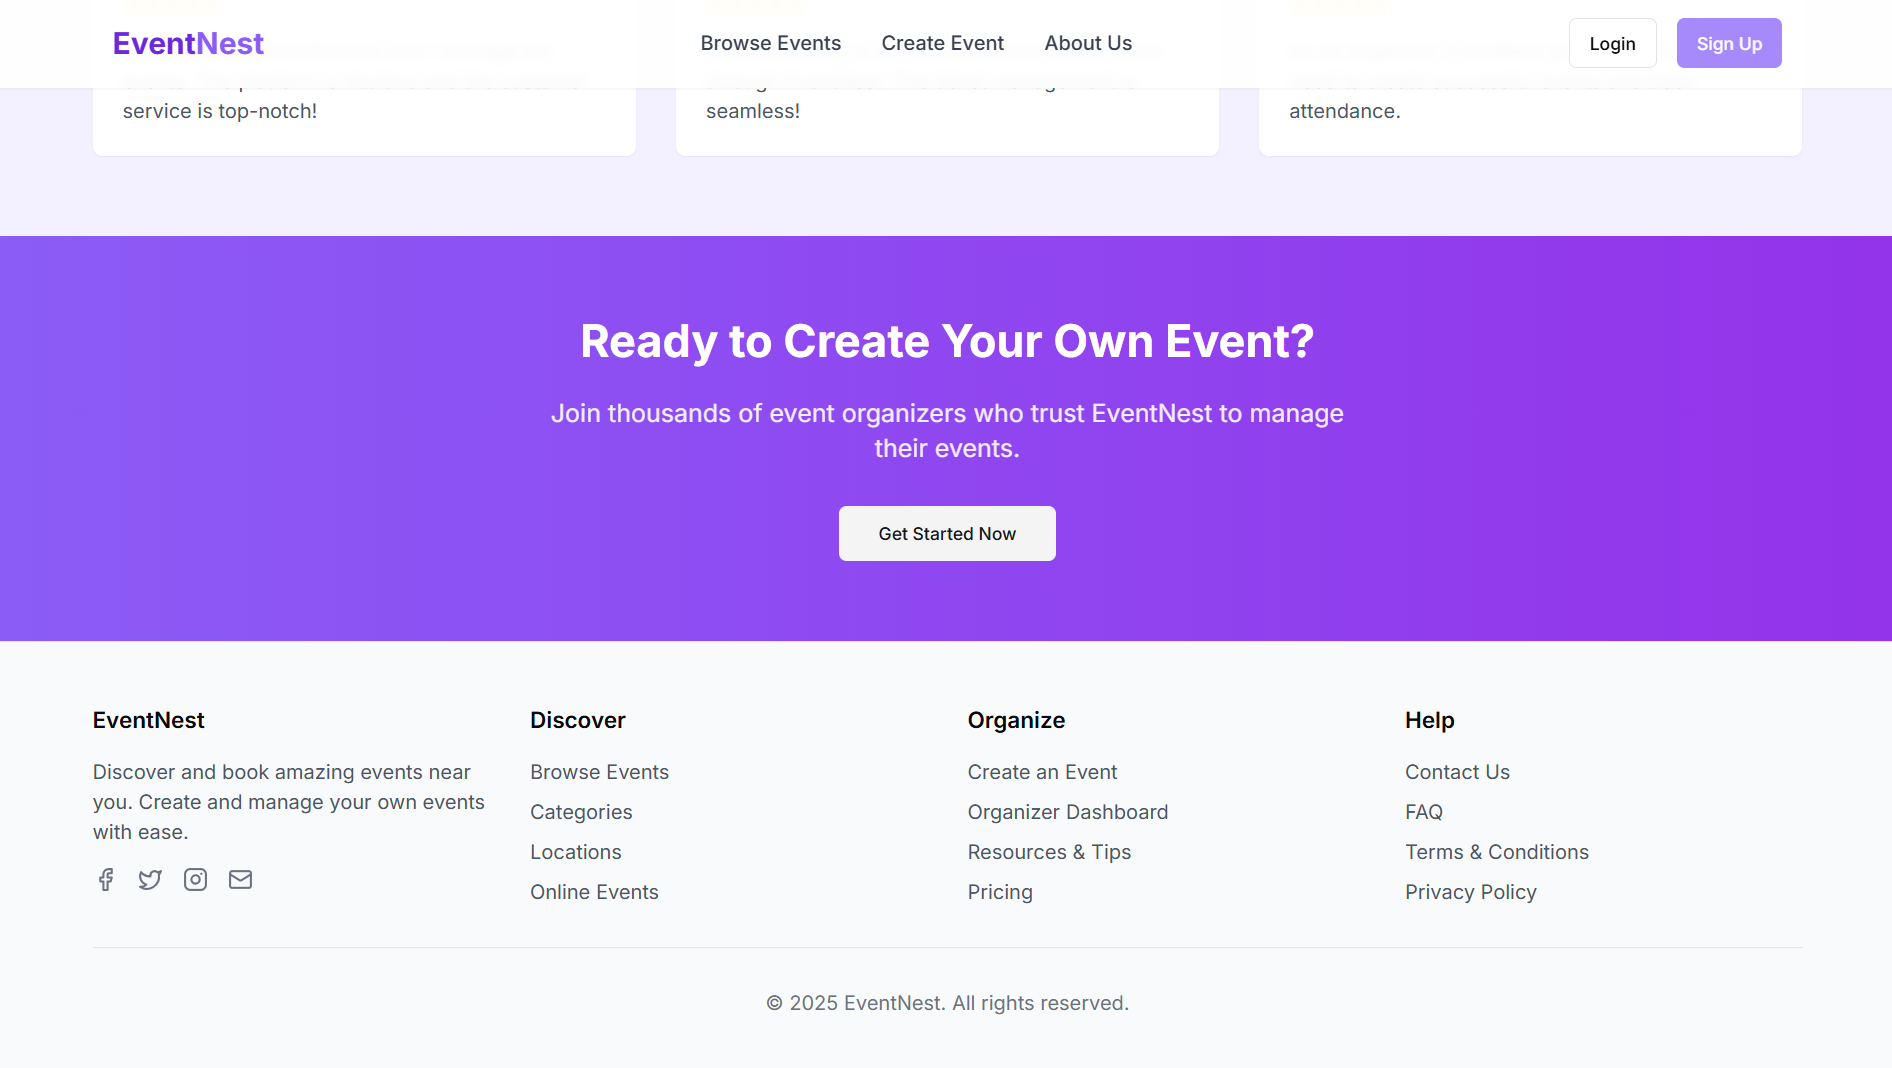 EventNest
Browse Events
Create Event
About Us
Login
Sign Up
service is top-notch!
seamless!
attendance.
Ready to Create Your Own Event?
Join thousands of event organizers who trust EventNest to manage
their events.
Get Started Now
EventNest
Discover and book amazing events near
you. Create and manage your own events
with ease.
Discover
Browse Events
Categories
Locations
Online Events
Organize
Create an Event
Organizer Dashboard
Resources & Tips
Pricing
Help
Contact Us
FAQ
Terms & Conditions
Privacy Policy
© 2025 EventNest. All rights reserved.